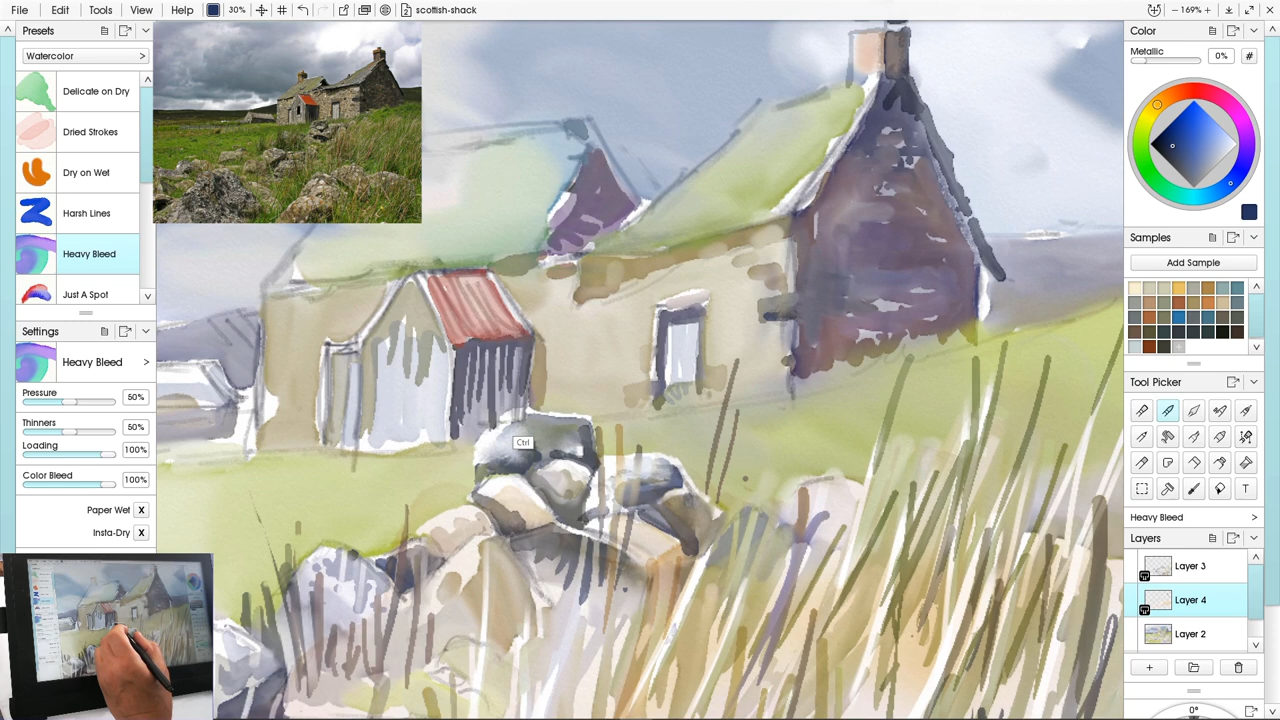 File Edit Tools View Help 30% 2 scottish-shack − 169% +
Presets
Watercolor >
Delicate on Dry
Dried Strokes
Dry on Wet
Harsh Lines
Heavy Bleed
Just A Spot
Settings
Heavy Bleed >
Pressure
50%
Thinners
50%
Loading
100%
Color Bleed
100%
Paper Wet X
Insta-Dry X
Ctrl
Color
Metallic
0% #
Samples
Add Sample
Tool Picker
T
Heavy Bleed >
Layers
Layer 3
Layer 4
Layer 2
+
0°